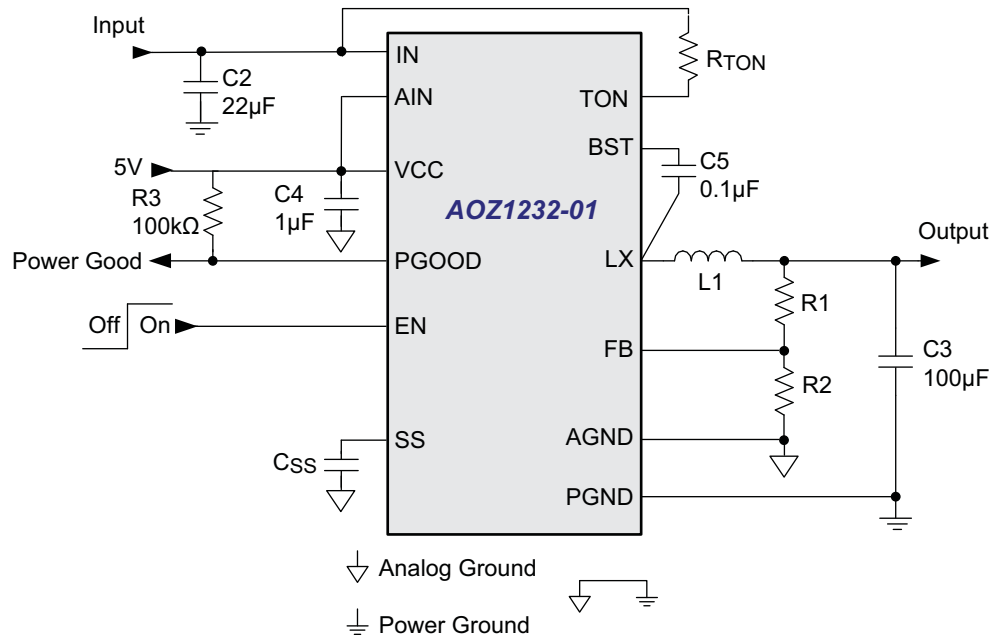 Input
IN
C2
22µF
AIN
RTON
TON
BST
C5
0.1µF
5V
VCC
R3
100kΩ
C4
1µF
AOZ1232-01
Power Good
PGOOD
LX
L1
Output
Off On
EN
R1
FB
C3
100µF
R2
SS
CSS
AGND
PGND
Analog Ground
Power Ground